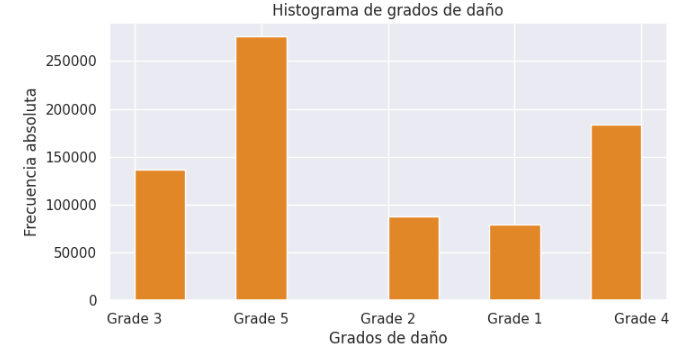 Histograma de grados de daño
Frecuencia absoluta
250000
200000
150000
100000
50000
0
Grade 3 Grade 5 Grade 2 Grade 1 Grade 4
Grados de daño